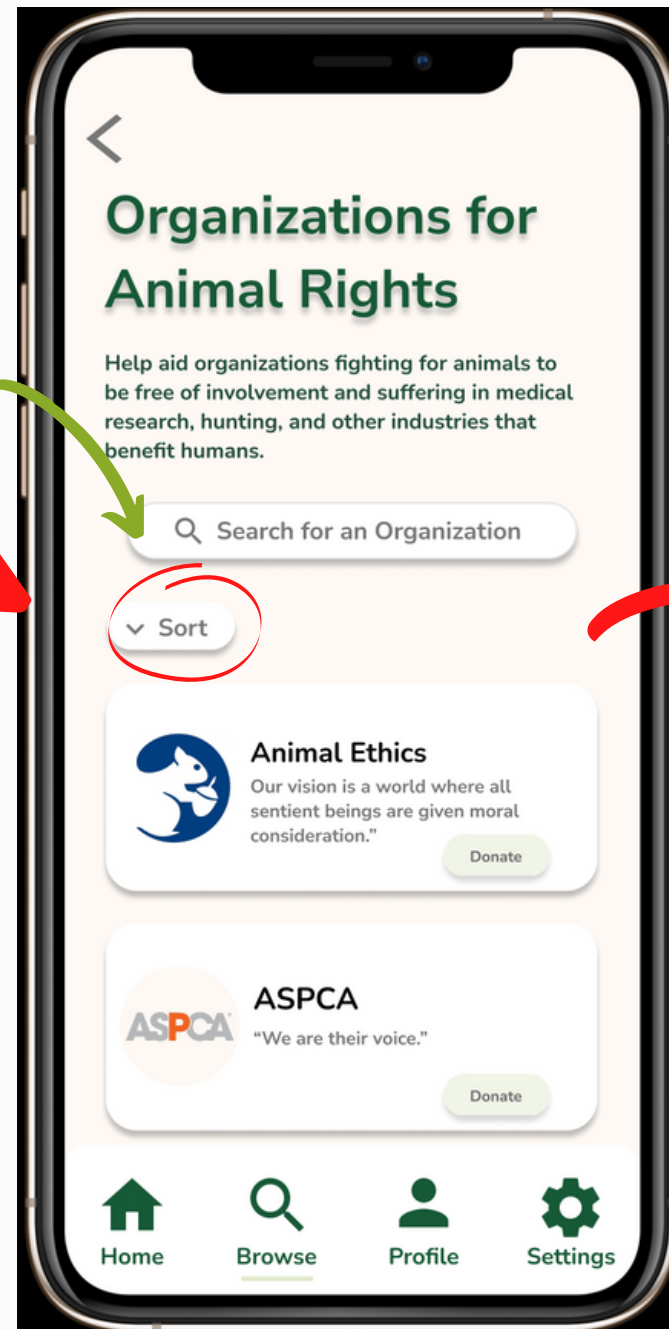 Organizations for
Animal Rights
Help aid organizations fighting for animals to
be free of involvement and suffering in medical
research, hunting, and other industries that
benefit humans.
Search for an Organization
Sort
Animal Ethics
Our vision is a world where all
sentient beings are given moral
consideration.”
Donate
ASPCA
ASPCA
“We are their voice.”
Donate
Home Browse Profile Settings